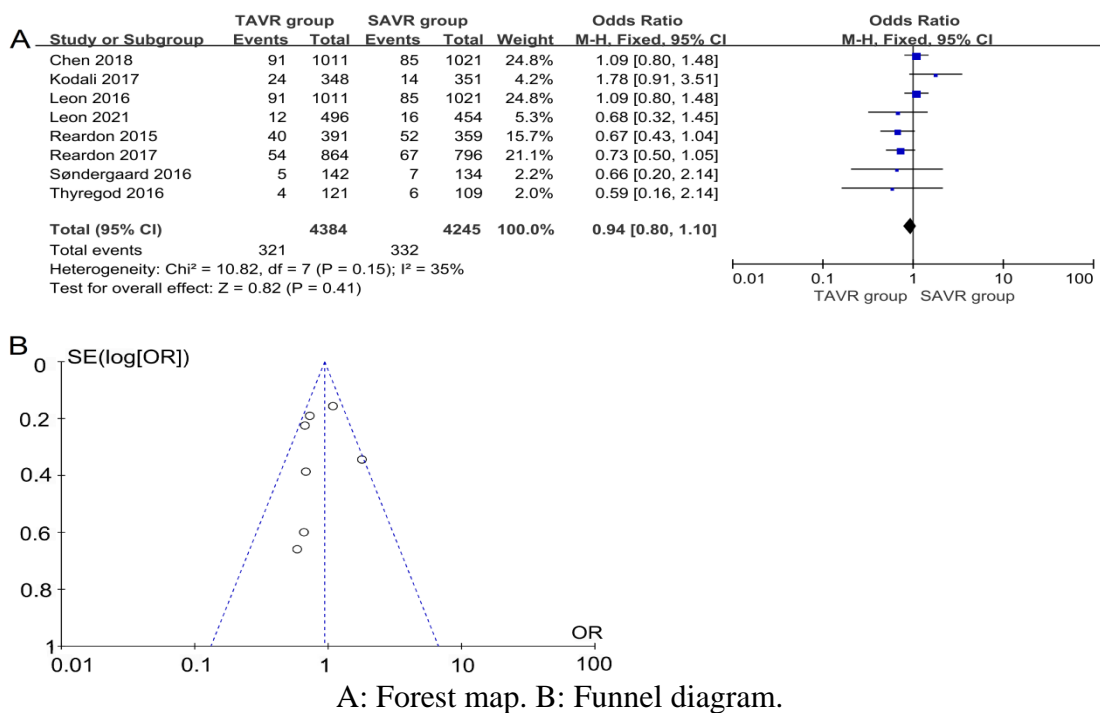 A
TAVR group SAVR group Odds Ratio Odds Ratio
Study or Subgroup Events Total Events Total Weight M-H, Fixed, 95% CI M-H, Fixed, 95% CI
Chen 2018 91 1011 85 1021 24.8% 1.09 [0.80, 1.48]
Kodali 2017 24 348 14 351 4.2% 1.78 [0.91, 3.51]
Leon 2016 91 1011 85 1021 24.8% 1.09 [0.80, 1.48]
Leon 2021 12 496 16 454 5.3% 0.68 [0.32, 1.45]
Reardon 2015 40 391 52 359 15.7% 0.67 [0.43, 1.04]
Reardon 2017 54 864 67 796 21.1% 0.73 [0.50, 1.05]
Søndergaard 2016 5 142 7 134 2.2% 0.66 [0.20, 2.14]
Thyregod 2016 4 121 6 109 2.0% 0.59 [0.16, 2.14]
Total (95% CI) 4384 4245 100.0% 0.94 [0.80, 1.10]
Total events 321 332
Heterogeneity: Chi² = 10.82, df = 7 (P = 0.15); I² = 35%
Test for overall effect: Z = 0.82 (P = 0.41)
0.01 0.1 1 10 100
TAVR group SAVR group
B
SE(log[OR])
0
0.2
0.4
0.6
0.8
1
OR
0.01 0.1 1 10 100
A: Forest map. B: Funnel diagram.